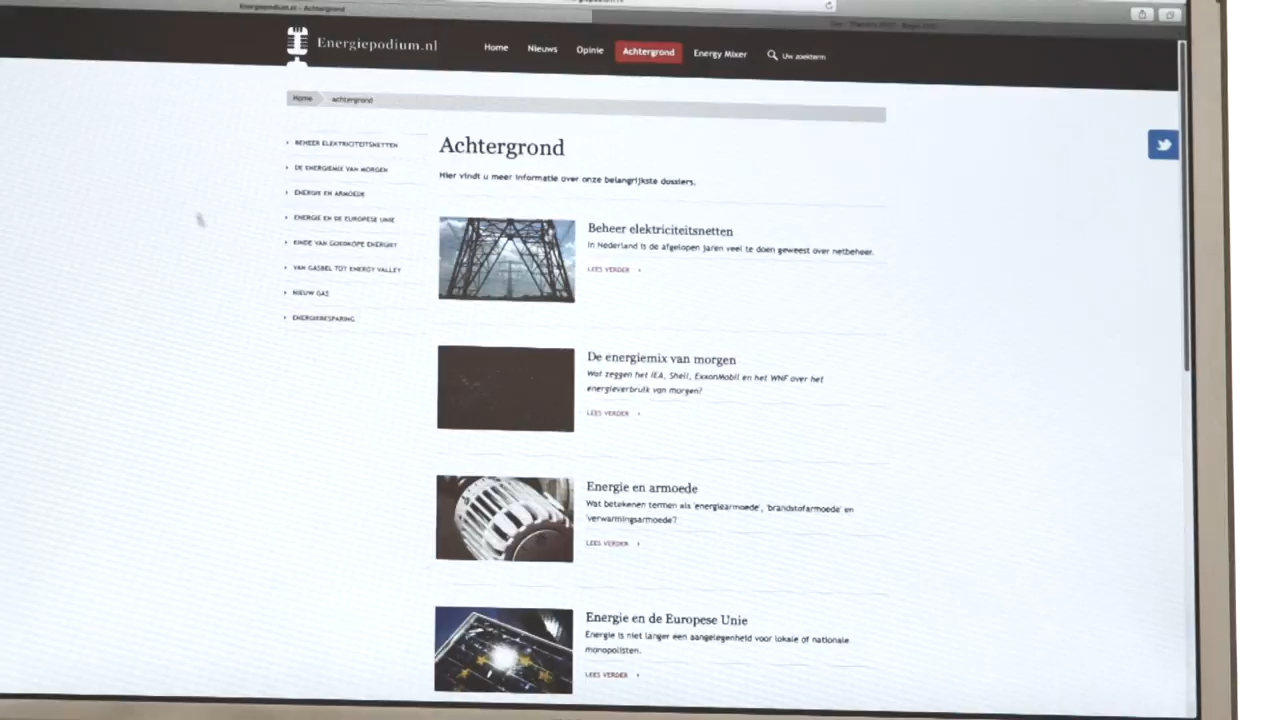 Energiepodium.nl - Achtergrond
Energiepodium.nl
Home
Nieuws
Opinie
Achtergrond
Energy Mixer
Uw zoekterm
Home
achtergrond
BEHEER ELEKTRICITEITSNETTEN
DE ENERGIEMIX VAN MORGEN
ENERGIE EN ARMOEDE
ENERGIE EN DE EUROPESE UNIE
EINDE VAN GOEDKOPE ENERGIE?
VAN GASBEL TOT ENERGY VALLEY
NIEUW GAS
ENERGIEBESPARING
Achtergrond
Hier vindt u meer informatie over onze belangrijkste dossiers.
Beheer elektriciteitsnetten
In Nederland is de afgelopen jaren veel te doen geweest over netbeheer.
LEES VERDER
De energiemix van morgen
Wat zeggen het IEA, Shell, ExxonMobil en het WNF over het
energieverbruik van morgen?
LEES VERDER
Energie en armoede
Wat betekenen termen als 'energiearmoede', 'brandstofarmoede' en
'verwarmingsarmoede'?
LEES VERDER
Energie en de Europese Unie
Energie is niet langer een aangelegenheid voor lokale of nationale
monopolisten.
LEES VERDER